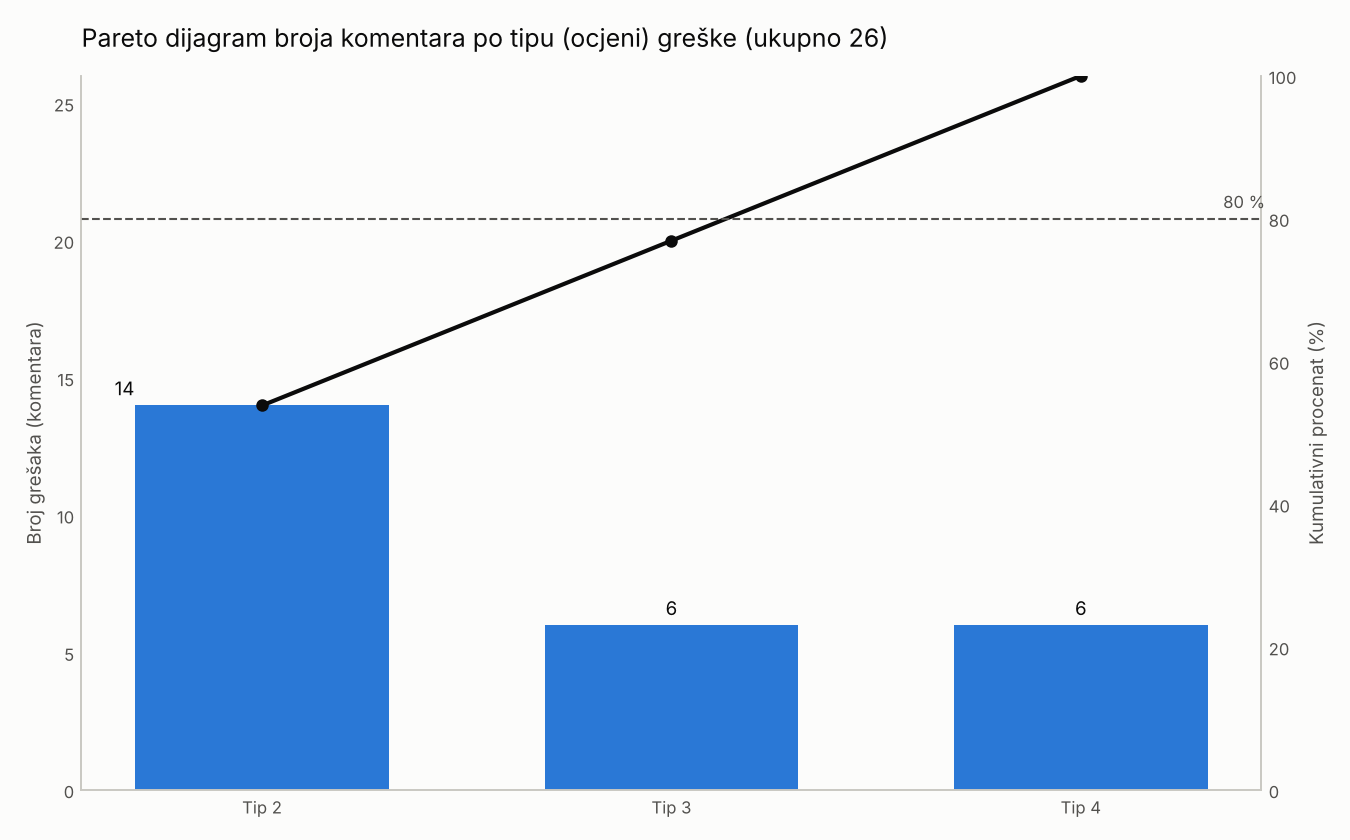 Pareto dijagram broja komentara po tipu (ocjeni) greške (ukupno 26)
25
20
15
10
5
0
Broj grešaka (komentara)
14
6
6
80 %
100
80
60
40
20
0
Kumulativni procenat (%)
Tip 2
Tip 3
Tip 4